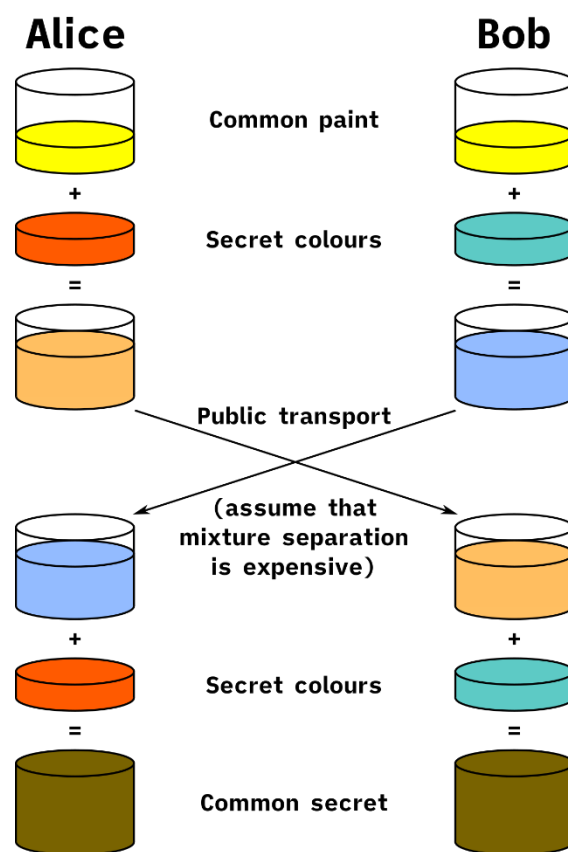 Alice Bob
Common paint
+ +
Secret colours
= =
Public transport
(assume that
mixture separation
is expensive)
+ +
Secret colours
= =
Common secret